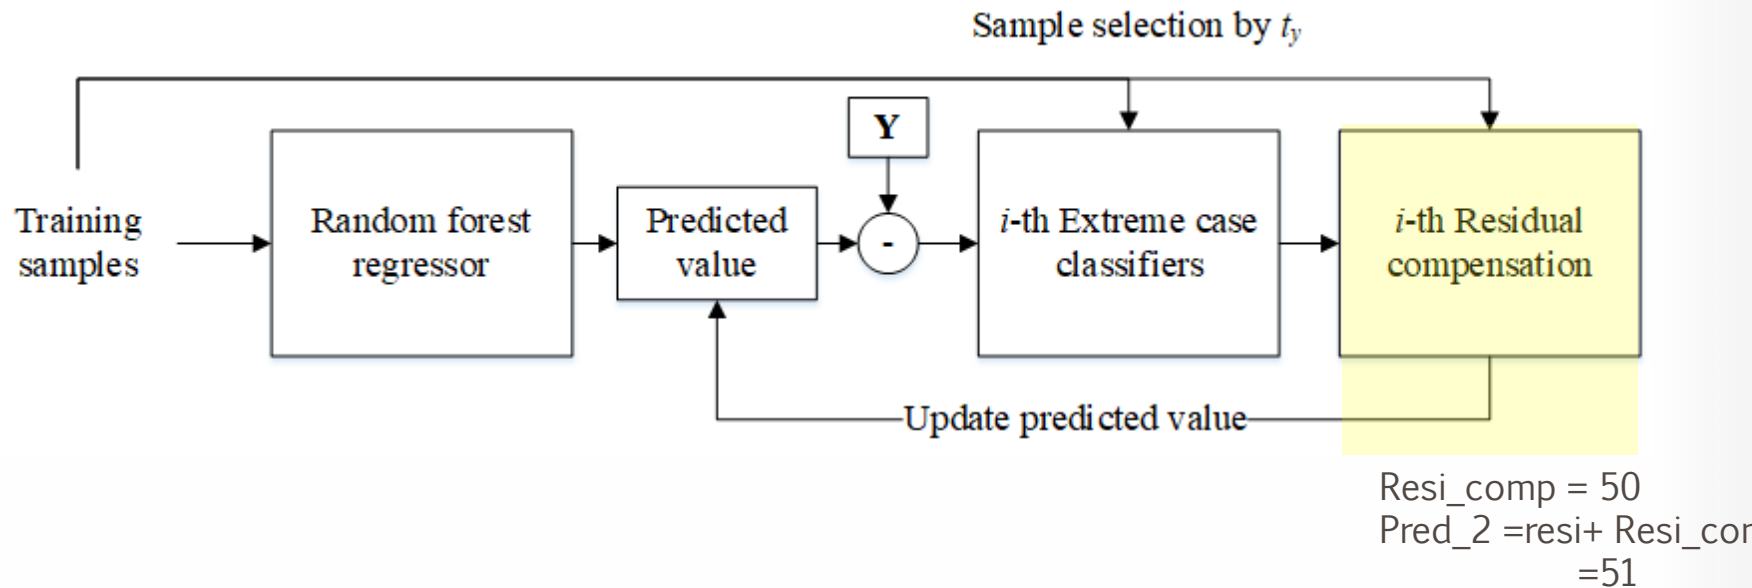 Sample selection by ty
Y
Training
samples
Random forest
regressor
Predicted
value
-
i-th Extreme case
classifiers
i-th Residual
compensation
Update predicted value
Resi_comp = 50
Pred_2 =resi+
=51